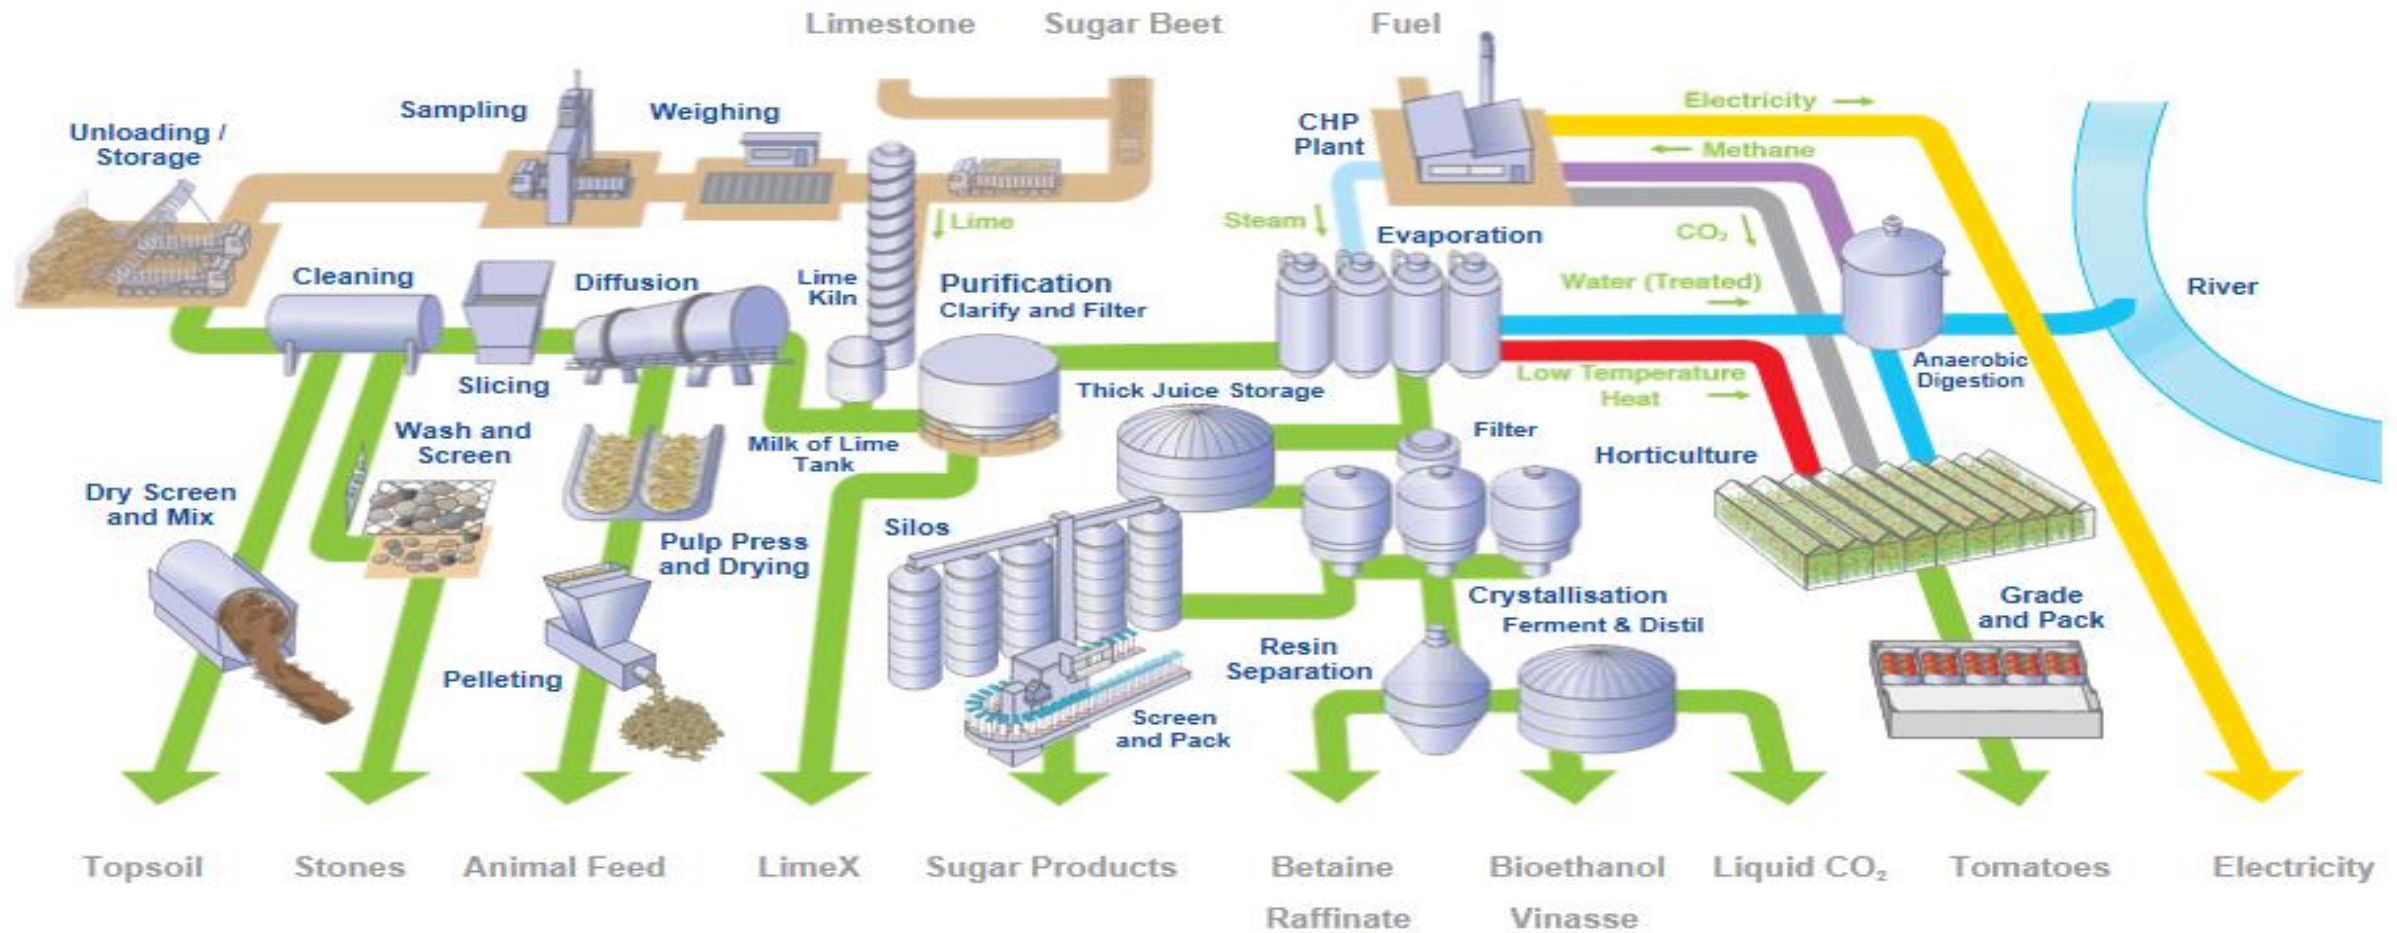 Limestone
Sugar Beet
Fuel
Unloading /
Storage
Sampling
Weighing
CHP
Plant
Electricity →
← Methane
Steam ↓
↓ Lime
CO₂ ↓
Evaporation
Cleaning
Diffusion
Lime
Kiln
Purification
Clarify and Filter
Water (Treated)
→
River
Slicing
Thick Juice Storage
Low Temperature
Heat →
Anaerobic
Digestion
Wash and
Screen
Milk of Lime
Tank
Filter
Horticulture
Dry Screen
and Mix
Silos
Pulp Press
and Drying
Crystallisation
Ferment & Distil
Grade
and Pack
Resin
Separation
Pelleting
Screen
and Pack
Topsoil
Stones
Animal Feed
LimeX
Sugar Products
Betaine
Raffinate
Bioethanol
Vinasse
Liquid CO₂
Tomatoes
Electricity